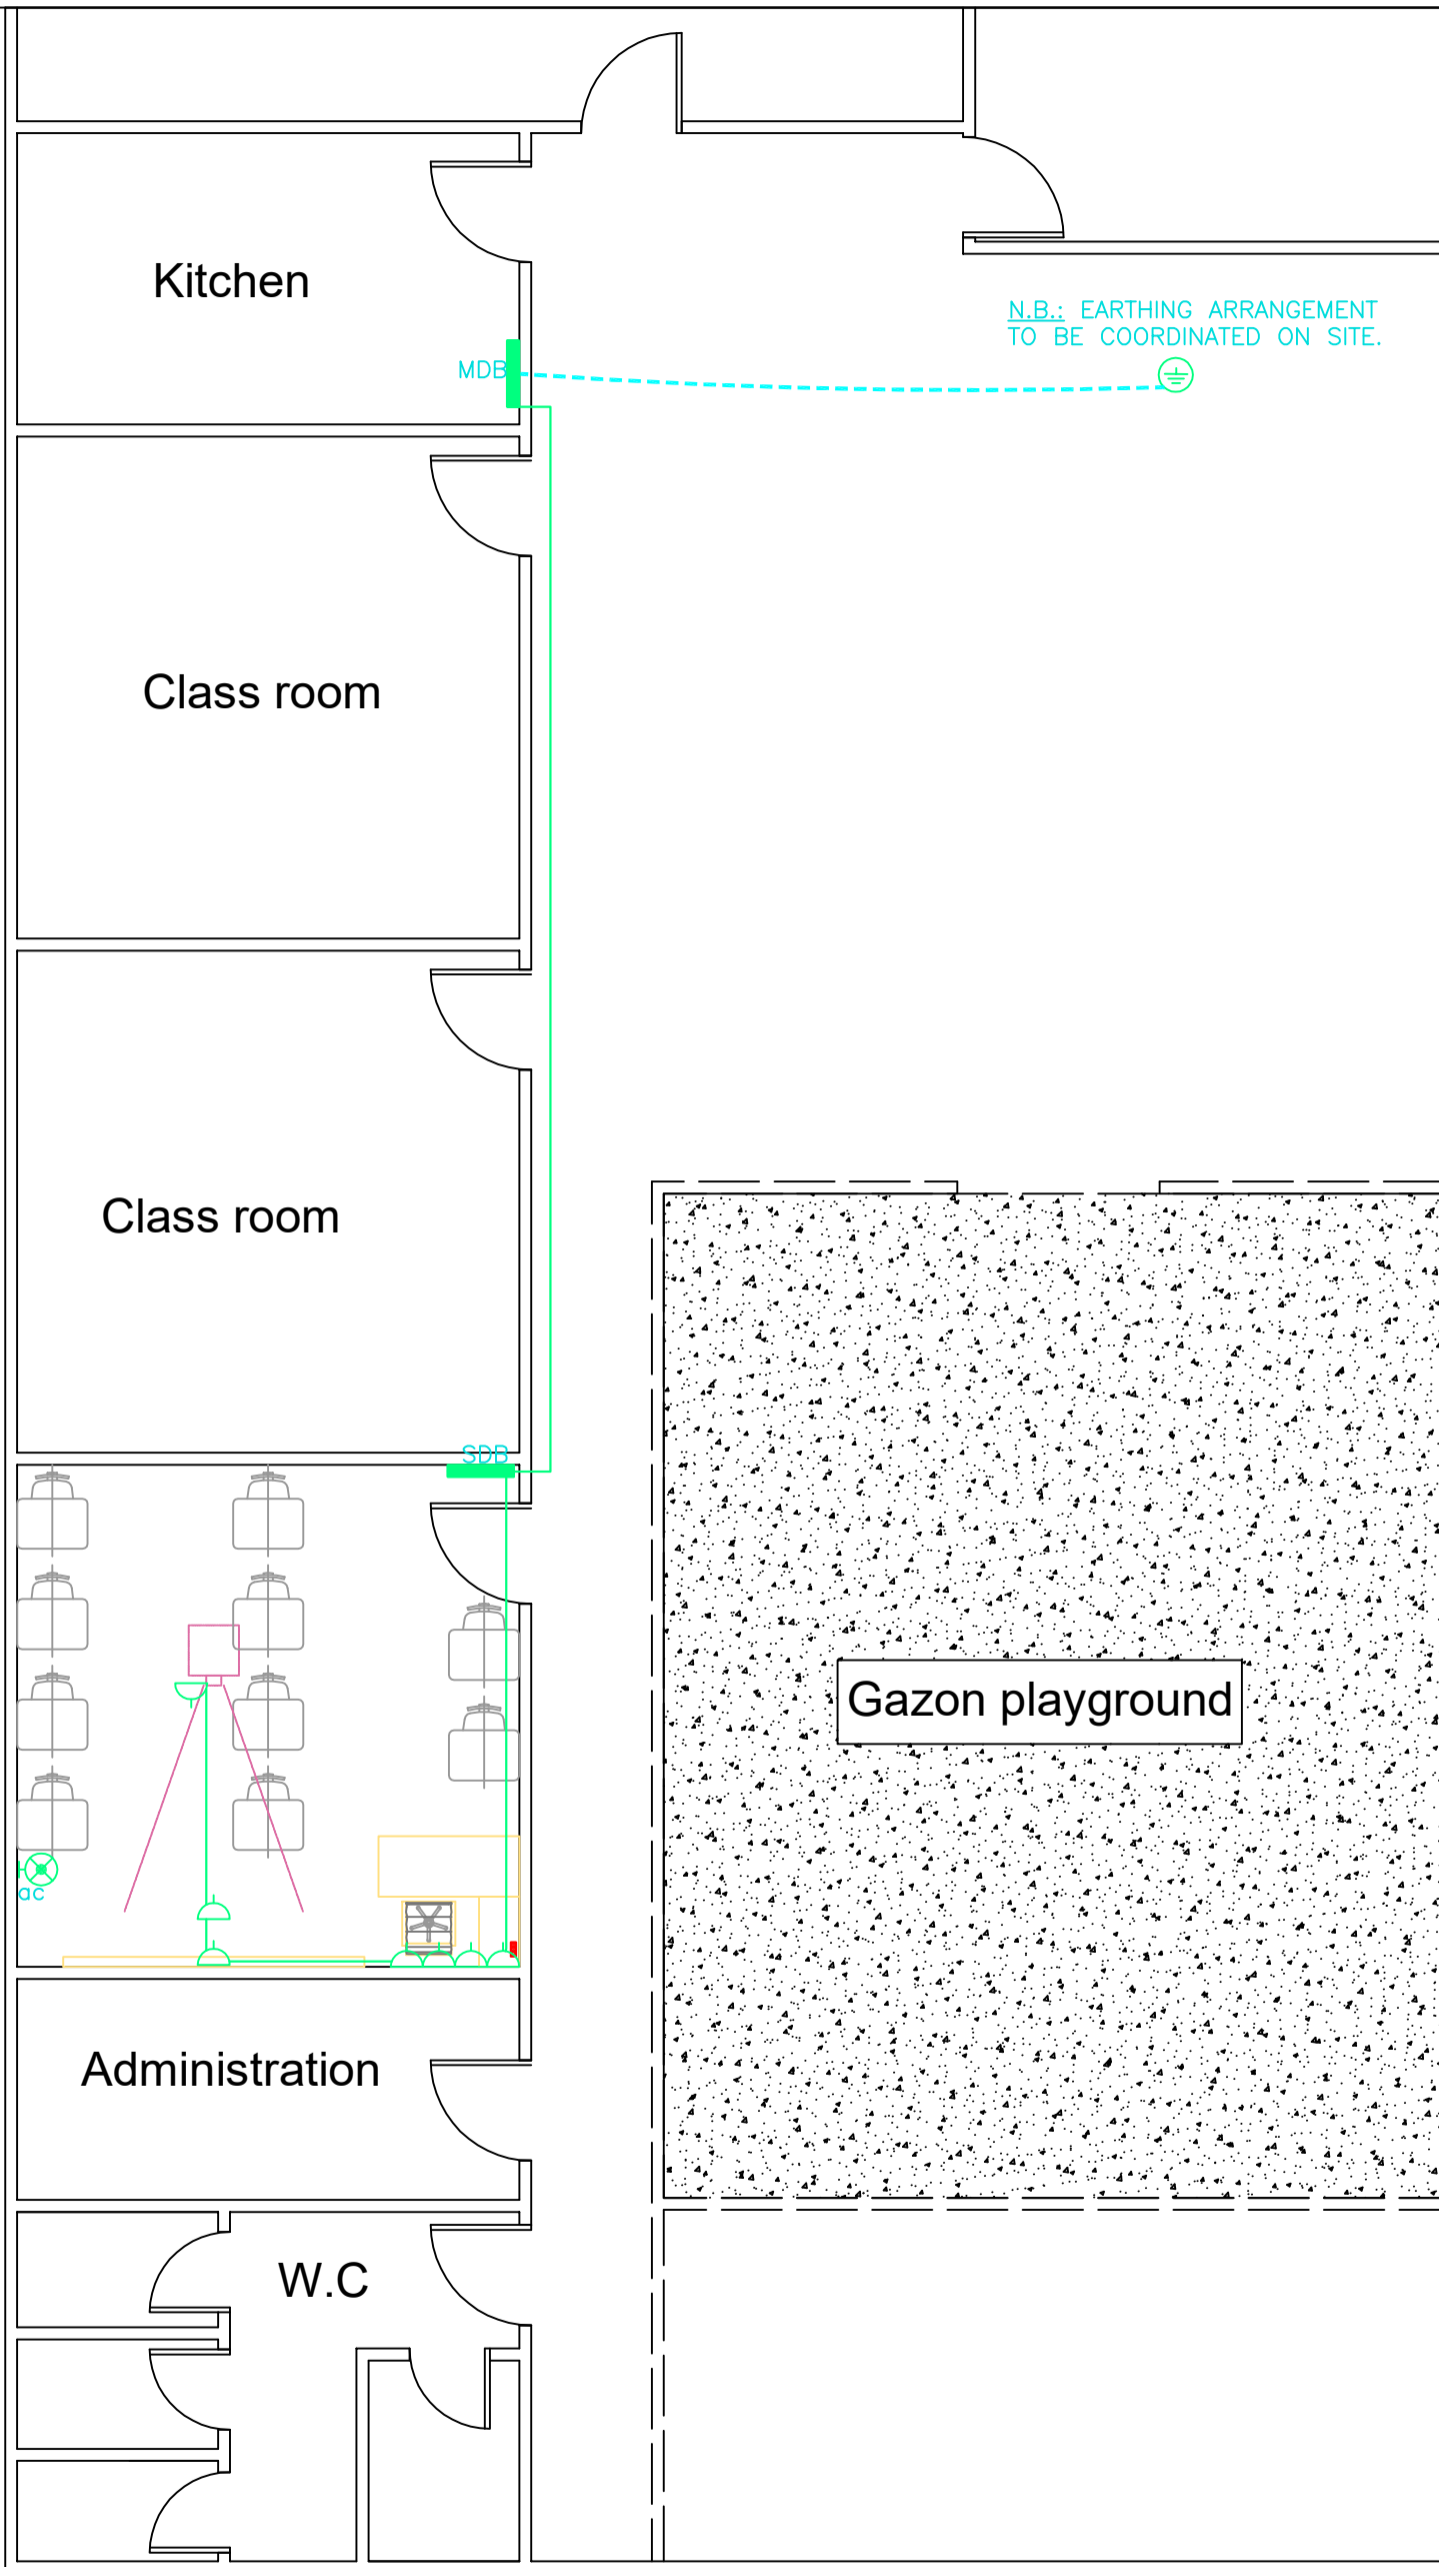 Kitchen
N.B.: EARTHING ARRANGEMENT
TO BE COORDINATED ON SITE.
MDB
Class room
Class room
SDB
Gazon playground
ac
Administration
W.C